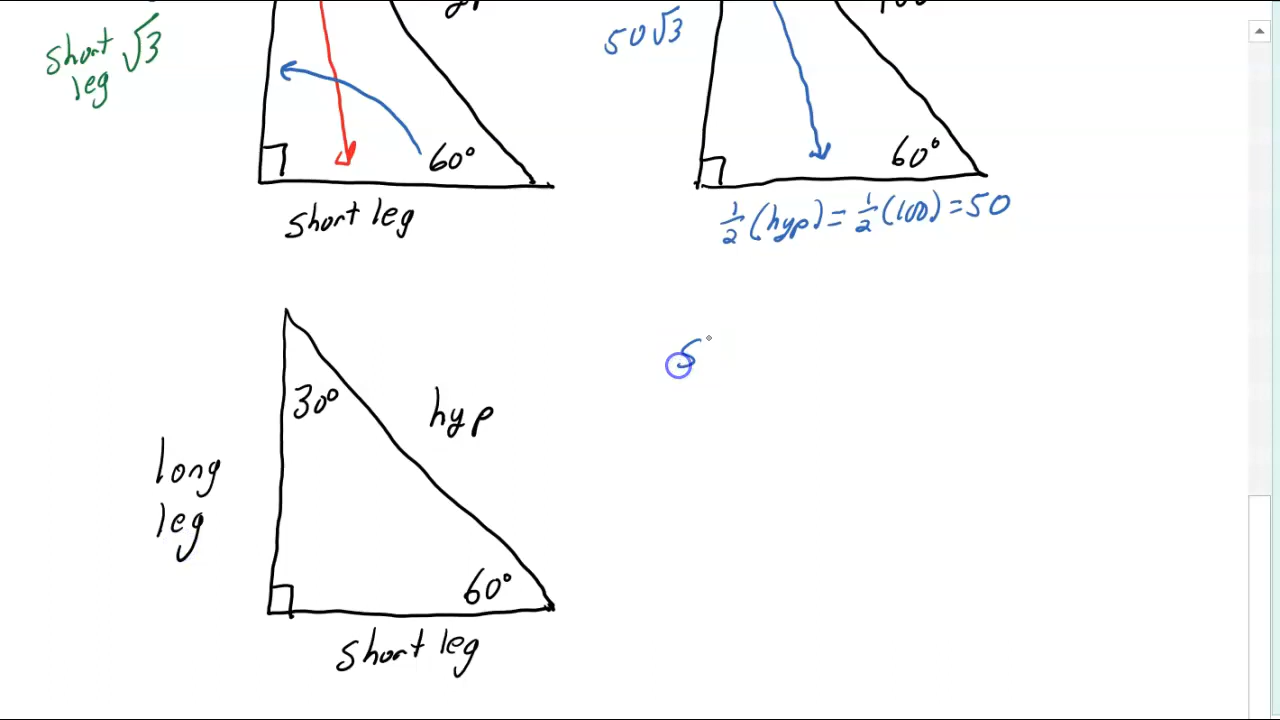 short √3
leg
60°
short leg
50√3
60°
1/2 (hyp) = 1/2 (100) = 50
30°
hyp
long
leg
60°
short leg